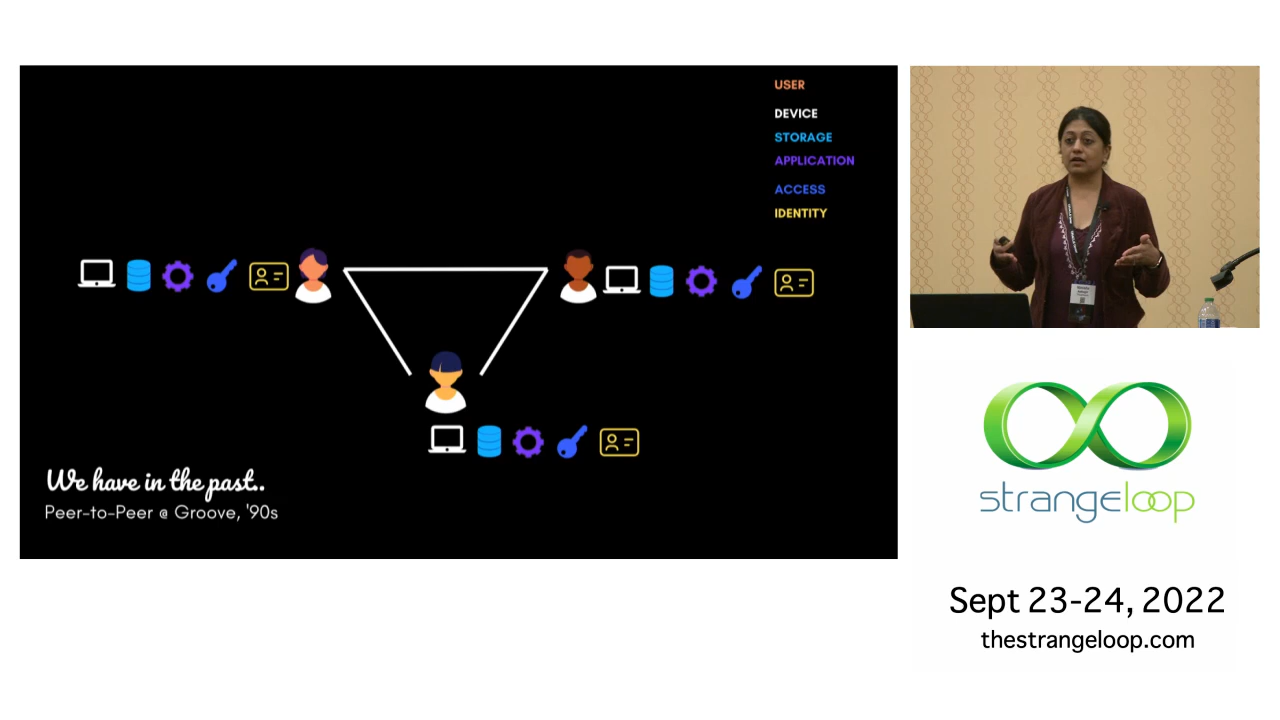 USER
DEVICE
STORAGE
APPLICATION
ACCESS
IDENTITY
We have in the past..
Peer-to-Peer @ Groove, '90s
strangeloop
Sept 23-24, 2022
thestrangeloop.com